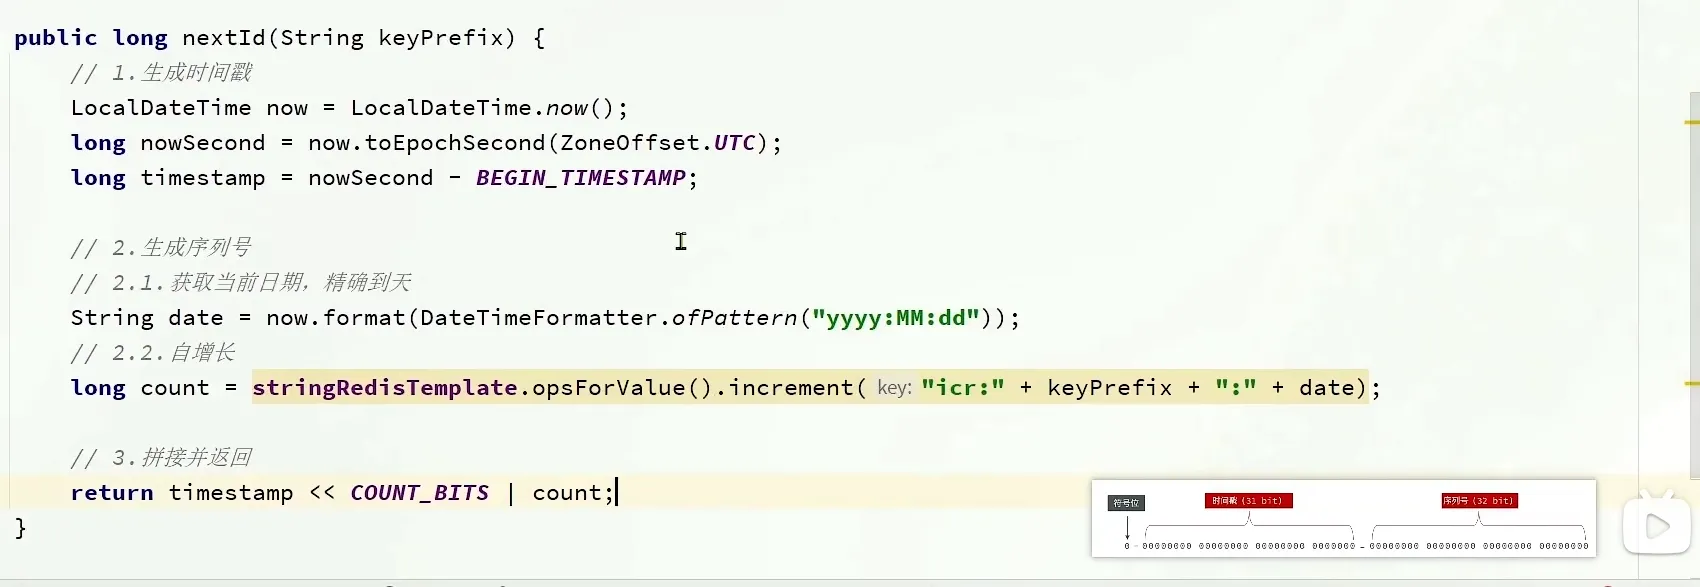 public long nextId(String keyPrefix) {
// 1.生成时间戳
LocalDateTime now = LocalDateTime.now();
long nowSecond = now.toEpochSecond(ZoneOffset.UTC);
long timestamp = nowSecond - BEGIN_TIMESTAMP;
// 2.生成序列号
// 2.1.获取当前日期，精确到天
String date = now.format(DateTimeFormatter.ofPattern("yyyy:MM:dd"));
// 2.2.自增长
long count = stringRedisTemplate.opsForValue().increment( key: "icr:" + keyPrefix + ":" + date);
// 3.拼接并返回
return timestamp << COUNT_BITS | count;
}
符号位 时间戳 (31 bit) 序列号 (32 bit)
0 - 00000000 00000000 00000000 0000000 - 00000000 00000000 00000000 00000000